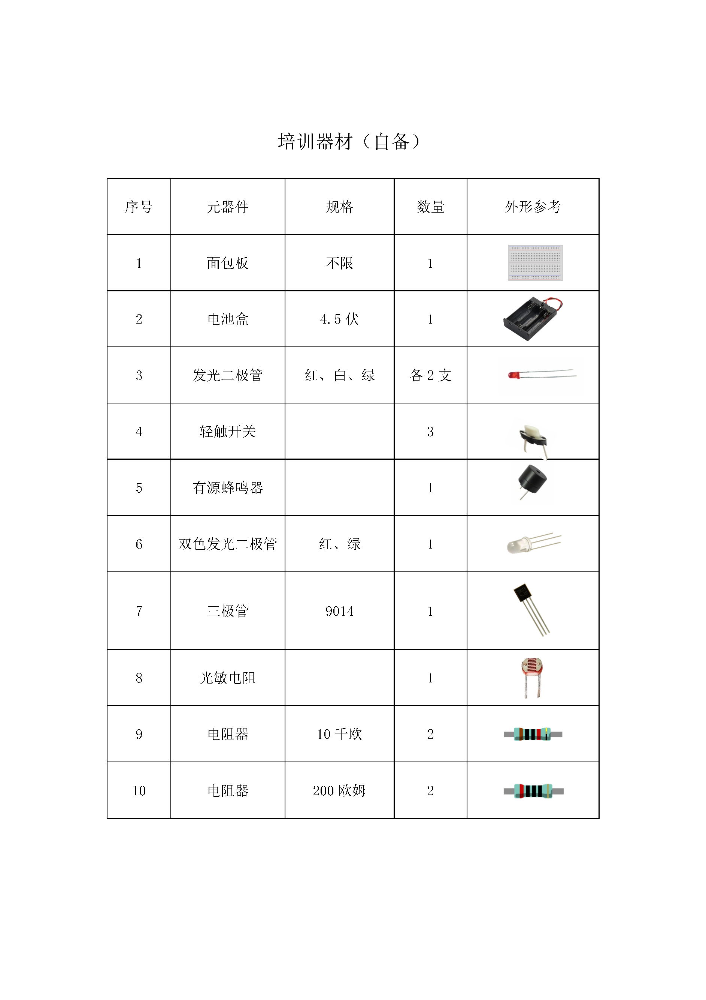 培训器材（自备）
序号 元器件 规格 数量 外形参考
1 面包板 不限 1
2 电池盒 4.5伏 1
3 发光二极管 红、白、绿 各2支
4 轻触开关 3
5 有源蜂鸣器 1
6 双色发光二极管 红、绿 1
7 三极管 9014 1
8 光敏电阻 1
9 电阻器 10千欧 2
10 电阻器 200欧姆 2